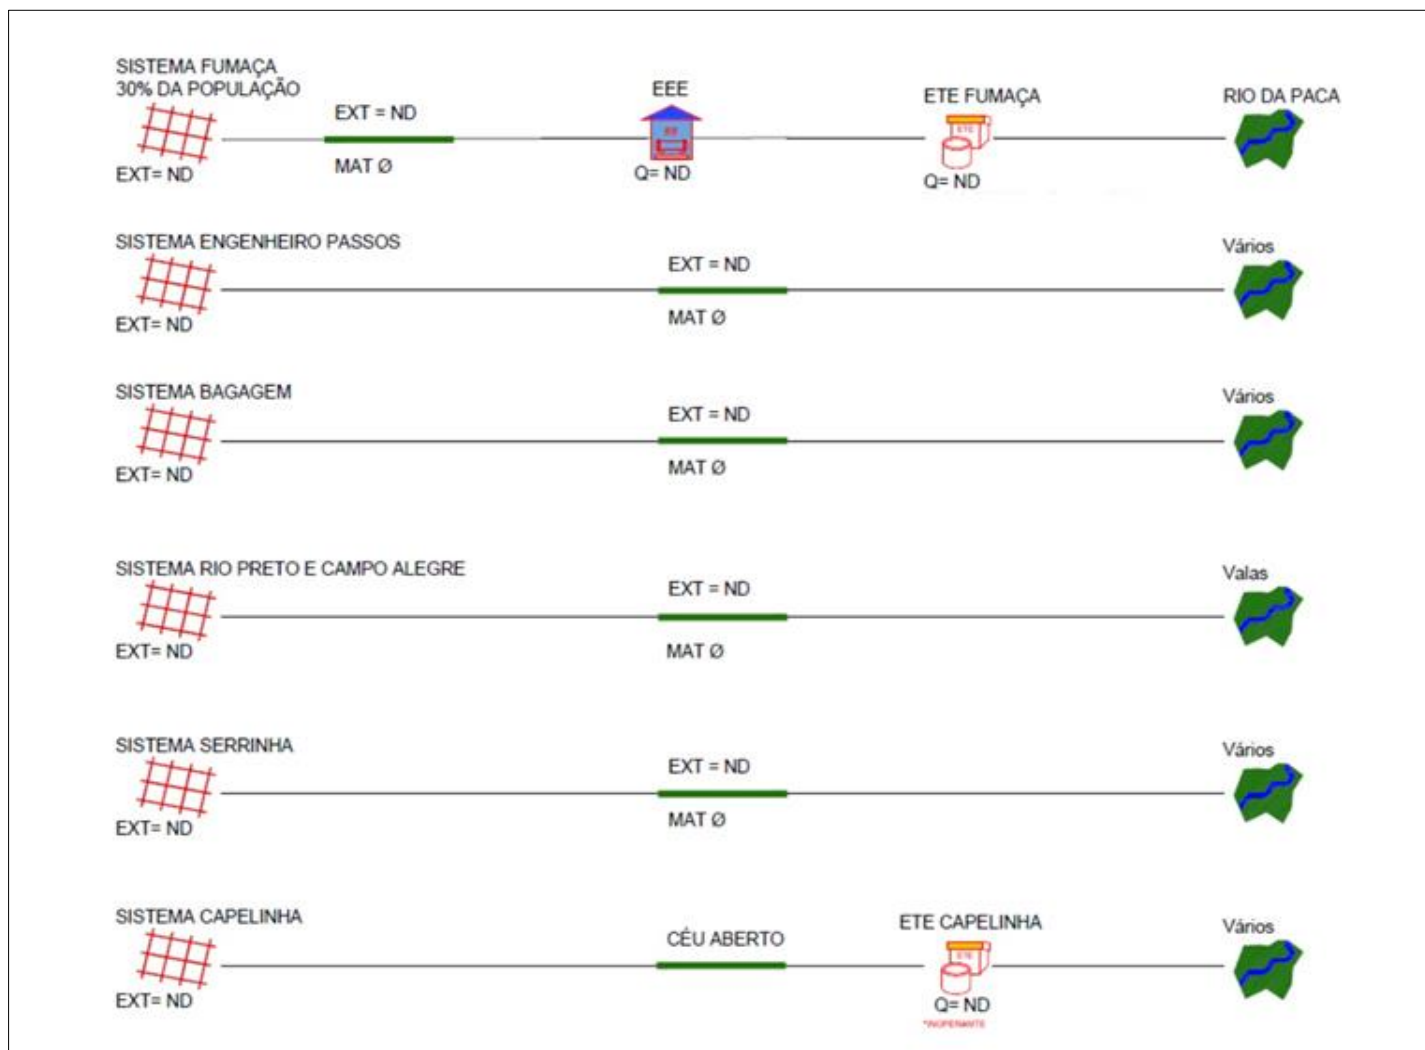 SISTEMA FUMAÇA
30% DA POPULAÇÃO
EXT= ND
EXT = ND
MAT Ø
EEE
Q= ND
ETE FUMAÇA
ETE
Q= ND
RIO DA PACA
SISTEMA ENGENHEIRO PASSOS
EXT= ND
EXT = ND
MAT Ø
Vários
SISTEMA BAGAGEM
EXT= ND
EXT = ND
MAT Ø
Vários
SISTEMA RIO PRETO E CAMPO ALEGRE
EXT= ND
EXT = ND
MAT Ø
Valas
SISTEMA SERRINHA
EXT= ND
EXT = ND
MAT Ø
Vários
SISTEMA CAPELINHA
EXT= ND
CÉU ABERTO
ETE CAPELINHA
ETE
Q= ND
*INOPERANTE
Vários